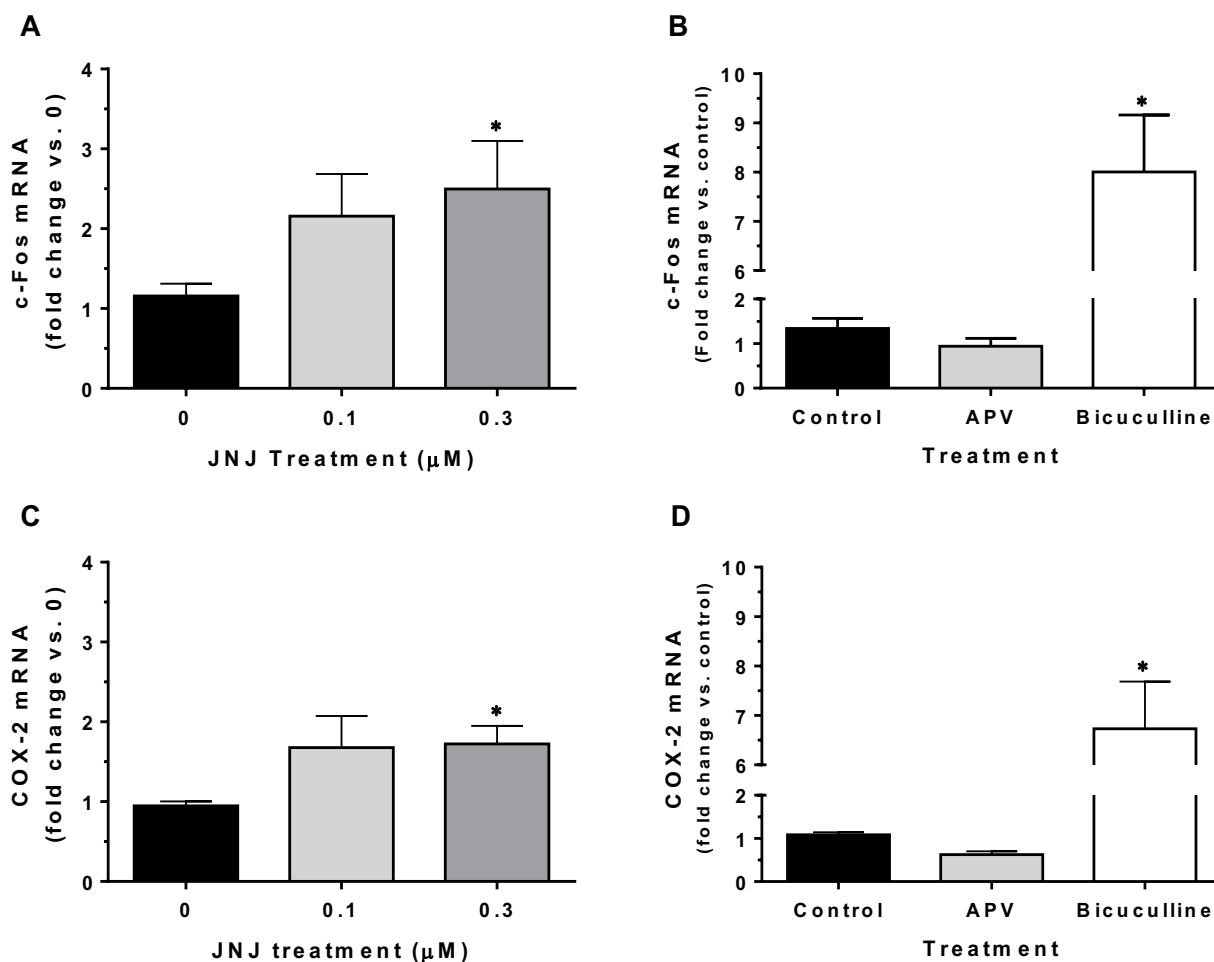 A
c-Fos mRNA
(fold change vs. 0)
4
3
2
1
0
*
0 0.1 0.3
JNJ Treatment (μM)
B
c-Fos mRNA
(Fold change vs. control)
10
9
8
7
6
2
1
0
*
Control APV Bicuculline
Treatment
C
COX-2 mRNA
(fold change vs. 0)
4
3
2
1
0
*
0 0.1 0.3
JNJ treatment (μM)
D
COX-2 mRNA
(fold change vs. control)
10
9
8
7
6
2
1
0
*
Control APV Bicuculline
Treatment